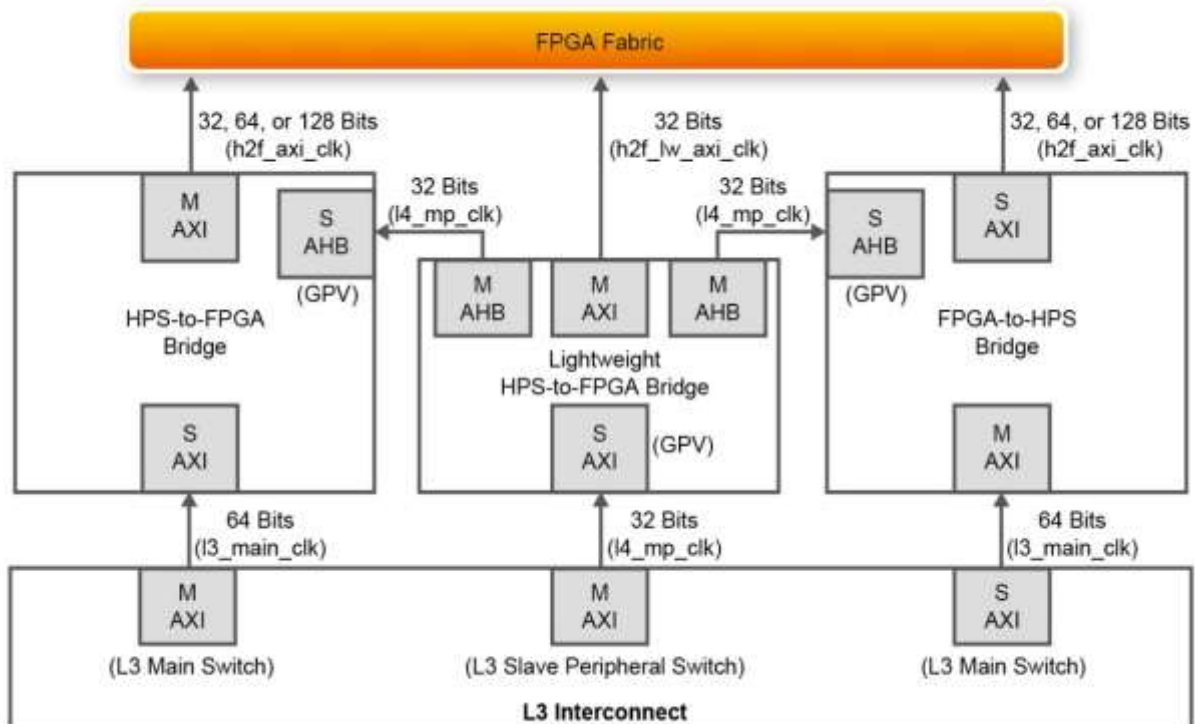 FPGA Fabric
32, 64, or 128 Bits
(h2f_axi_clk)
32 Bits
(h2f_lw_axi_clk)
32, 64, or 128 Bits
(h2f_axi_clk)
M
AXI
S
AHB
(GPV)
HPS-to-FPGA
Bridge
S
AXI
32 Bits
(l4_mp_clk)
32 Bits
(l4_mp_clk)
M
AHB
M
AXI
M
AHB
Lightweight
HPS-to-FPGA Bridge
S
AXI
(GPV)
S
AHB
(GPV)
S
AXI
FPGA-to-HPS
Bridge
M
AXI
64 Bits
(l3_main_clk)
32 Bits
(l4_mp_clk)
64 Bits
(l3_main_clk)
M
AXI
M
AXI
S
AXI
(L3 Main Switch)
(L3 Slave Peripheral Switch)
(L3 Main Switch)
L3 Interconnect